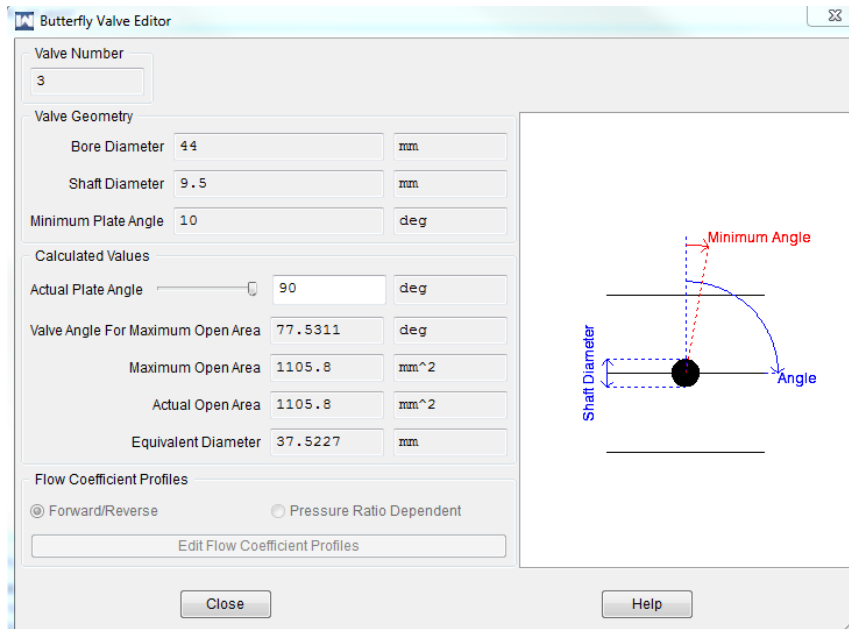 Butterfly Valve Editor
Valve Number
3
Valve Geometry
Bore Diameter 44 mm
Shaft Diameter 9.5 mm
Minimum Plate Angle 10 deg
Calculated Values
Actual Plate Angle 90 deg
Valve Angle For Maximum Open Area 77.5311 deg
Maximum Open Area 1105.8 mm^2
Actual Open Area 1105.8 mm^2
Equivalent Diameter 37.5227 mm
Flow Coefficient Profiles
Forward/Reverse Pressure Ratio Dependent
Edit Flow Coefficient Profiles
Minimum Angle
Shaft Diameter
Angle
Close Help